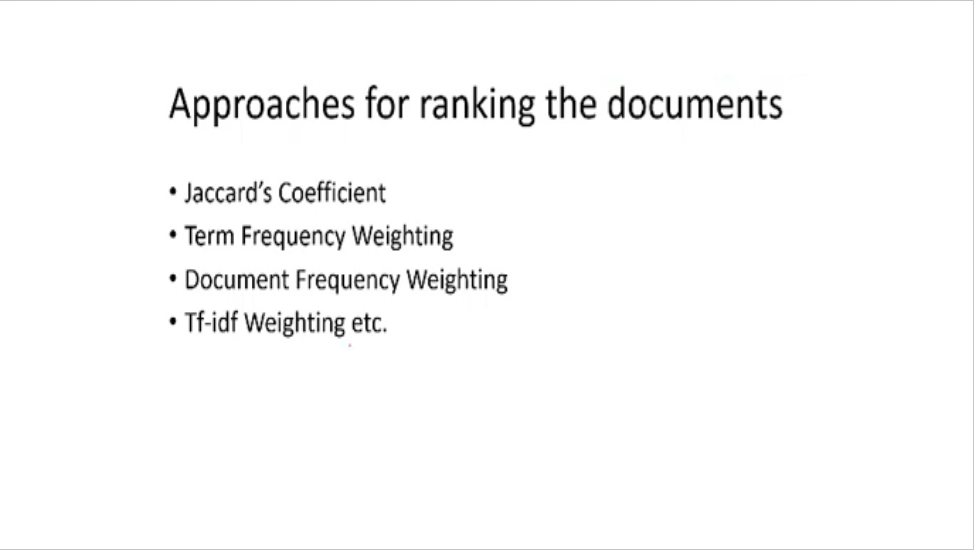 Approaches for ranking the documents
• Jaccard’s Coefficient
• Term Frequency Weighting
• Document Frequency Weighting
• Tf-idf Weighting etc.